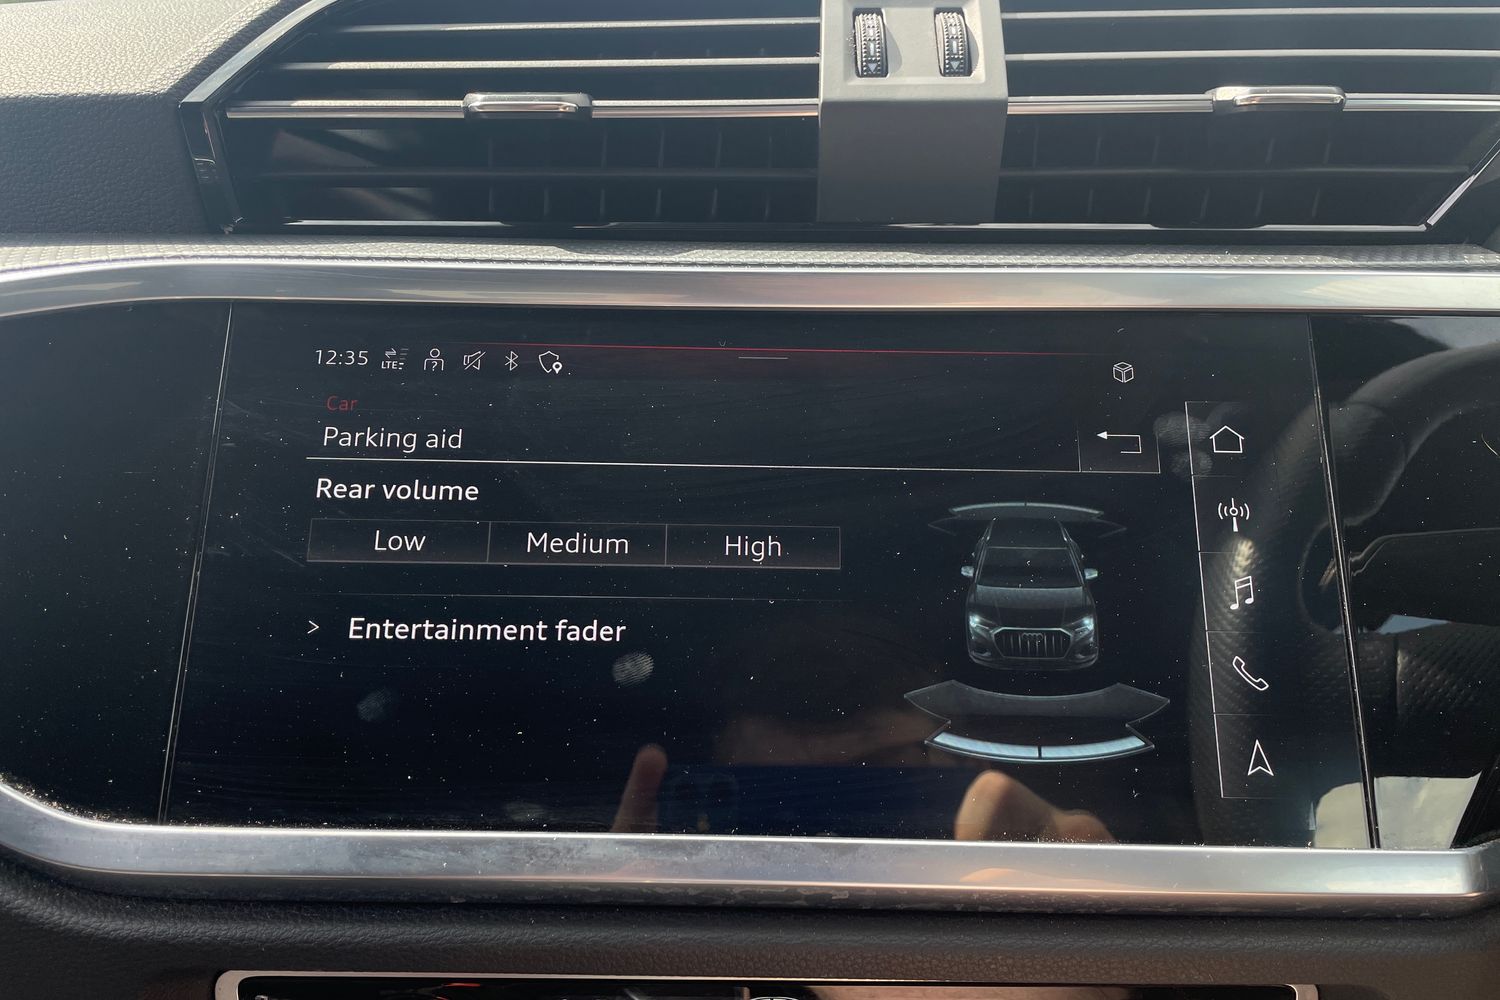 12:35 LTE
Car
Parking aid
Rear volume
Low Medium High
> Entertainment fader